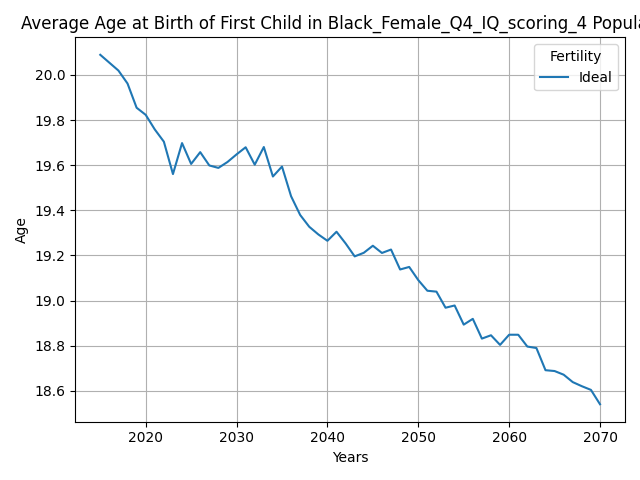 Average Age at Birth of First Child in Black_Female_Q4_IQ_scoring_4 Popula
Fertility
Ideal
Age
20.0
19.8
19.6
19.4
19.2
19.0
18.8
18.6
2020 2030 2040 2050 2060 2070
Years